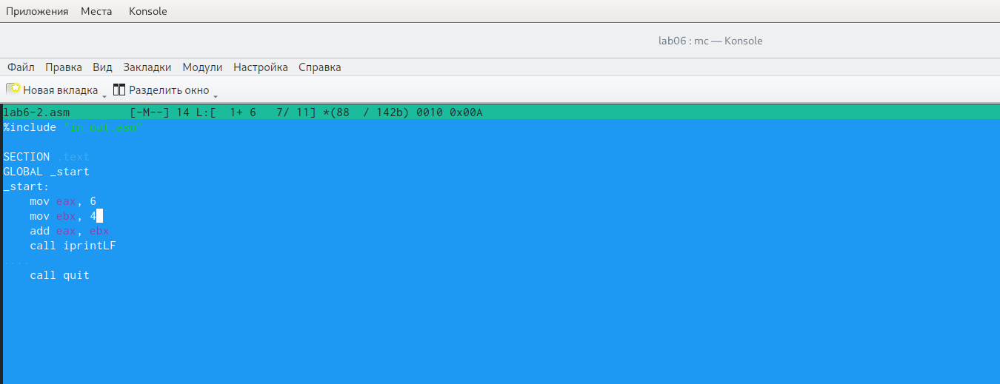 Приложения Места Konsole
lab06 : mc — Konsole
Файл Правка Вид Закладки Модули Настройка Справка
Новая вкладка Разделить окно
lab6-2.asm [-M--] 14 L:[ 1+ 6 7/ 11] *(88 / 142b) 0010 0x00A
%include "in_out.asm"
SECTION .text
GLOBAL _start
_start:
mov eax, 6
mov ebx, 4
add eax, ebx
call iprintLF
....
call quit